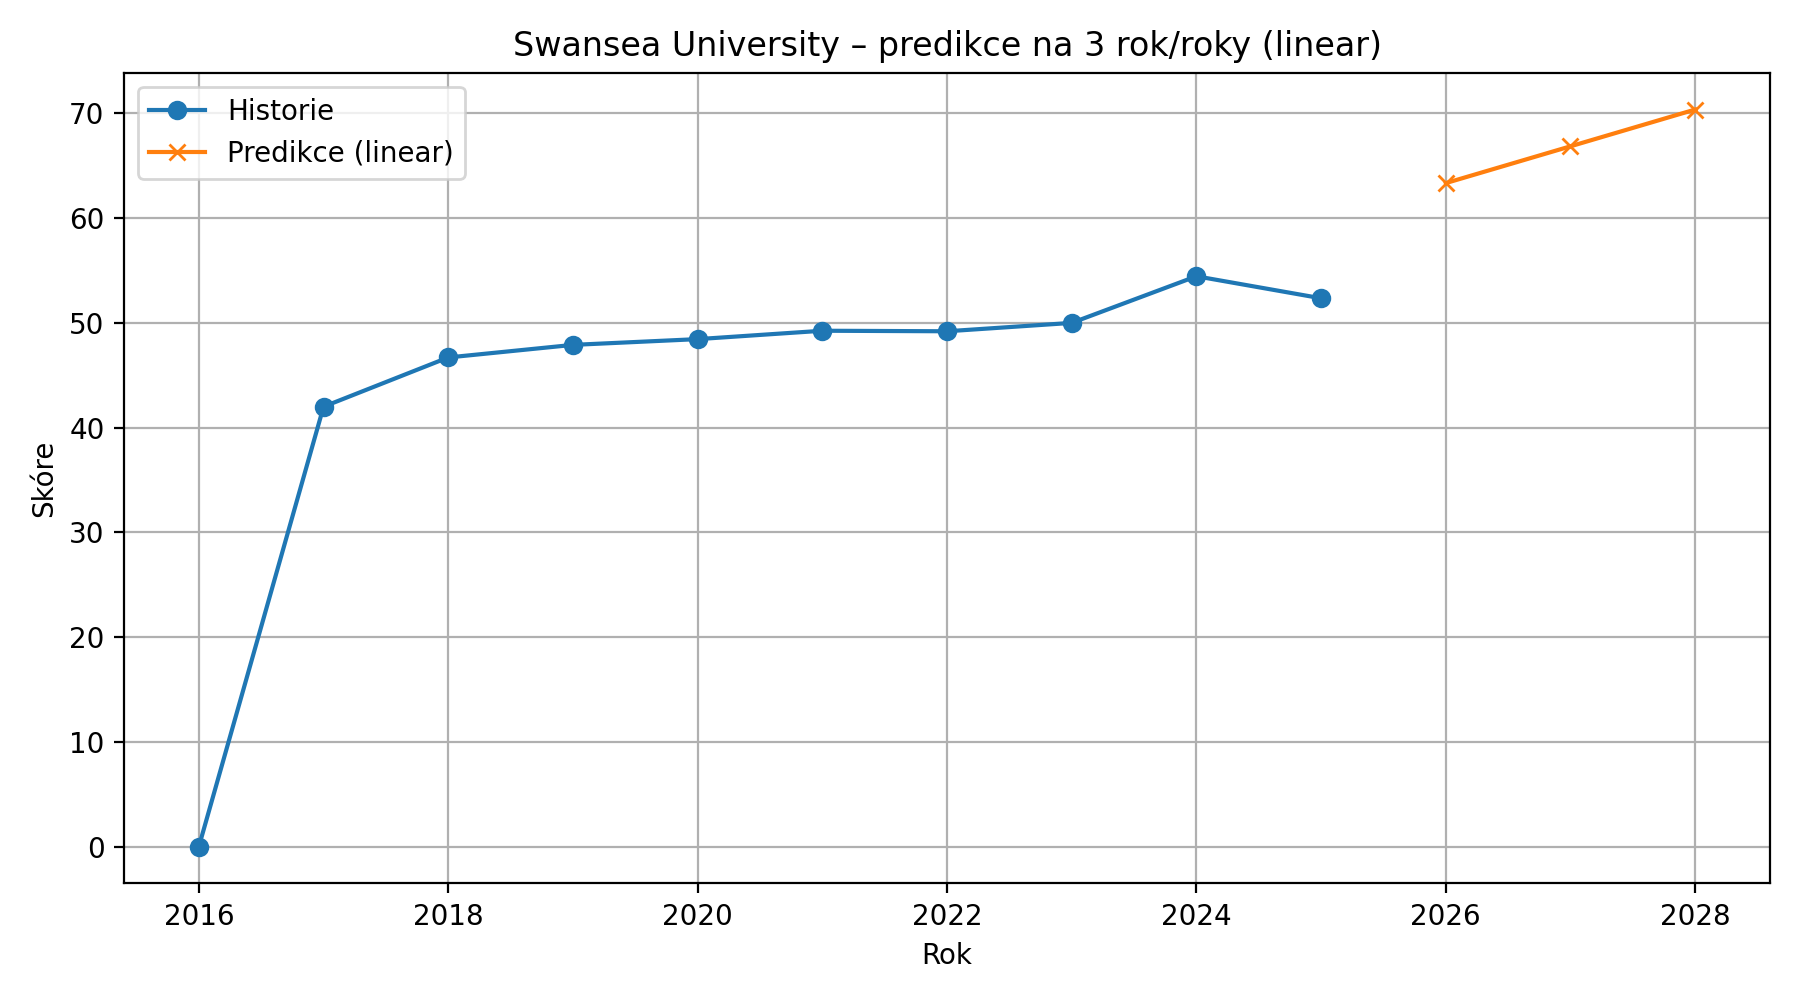 Swansea University – predikce na 3 rok/roky (linear)
Historie
Predikce (linear)
70
60
50
40
30
20
10
0
Skóre
2016 2018 2020 2022 2024 2026 2028
Rok